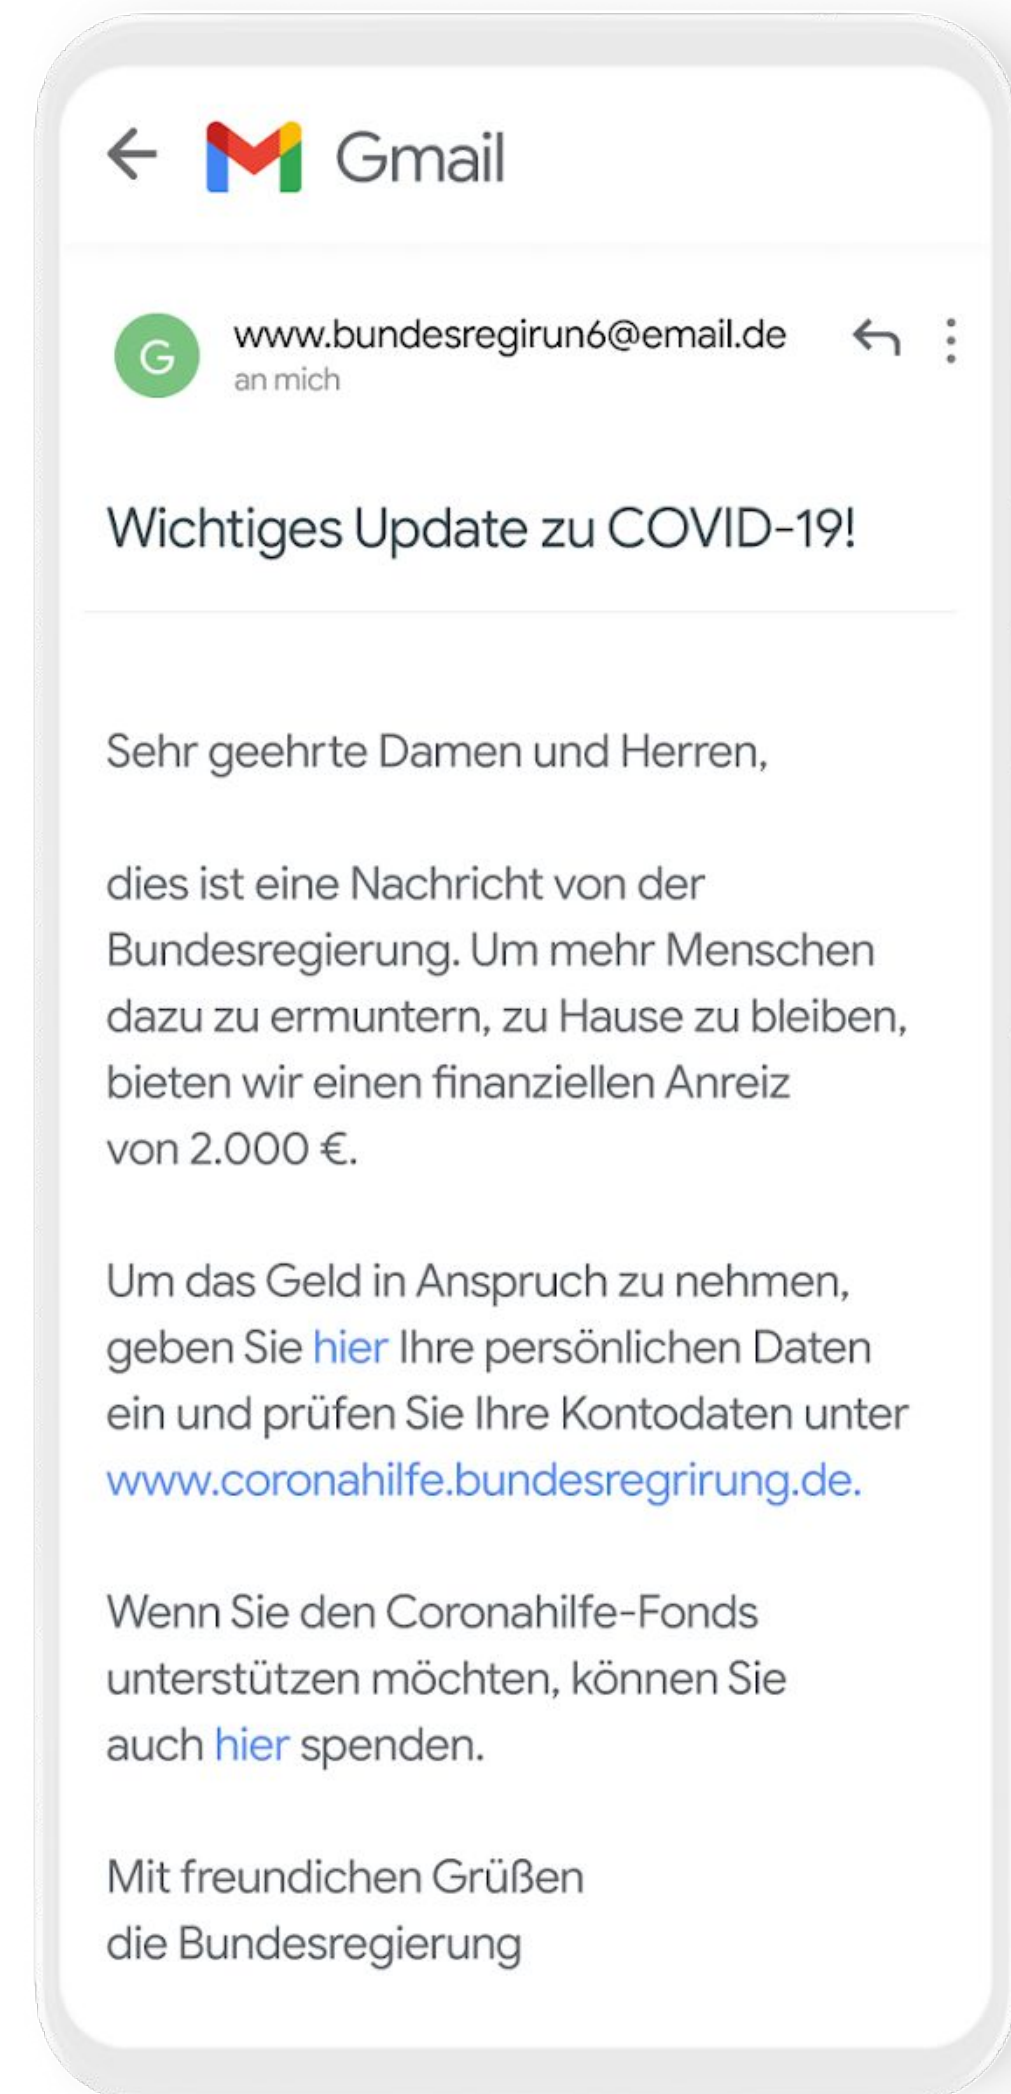 Gmail
G
www.bundesregirun6@email.de
an mich
Wichtiges Update zu COVID-19!
Sehr geehrte Damen und Herren,
dies ist eine Nachricht von der
Bundesregierung. Um mehr Menschen
dazu zu ermuntern, zu Hause zu bleiben,
bieten wir einen finanziellen Anreiz
von 2.000 €.
Um das Geld in Anspruch zu nehmen,
geben Sie hier Ihre persönlichen Daten
ein und prüfen Sie Ihre Kontodaten unter
www.coronahilfe.bundesregrirung.de.
Wenn Sie den Coronahilfe-Fonds
unterstützen möchten, können Sie
auch hier spenden.
Mit freundichen Grüßen
die Bundesregierung